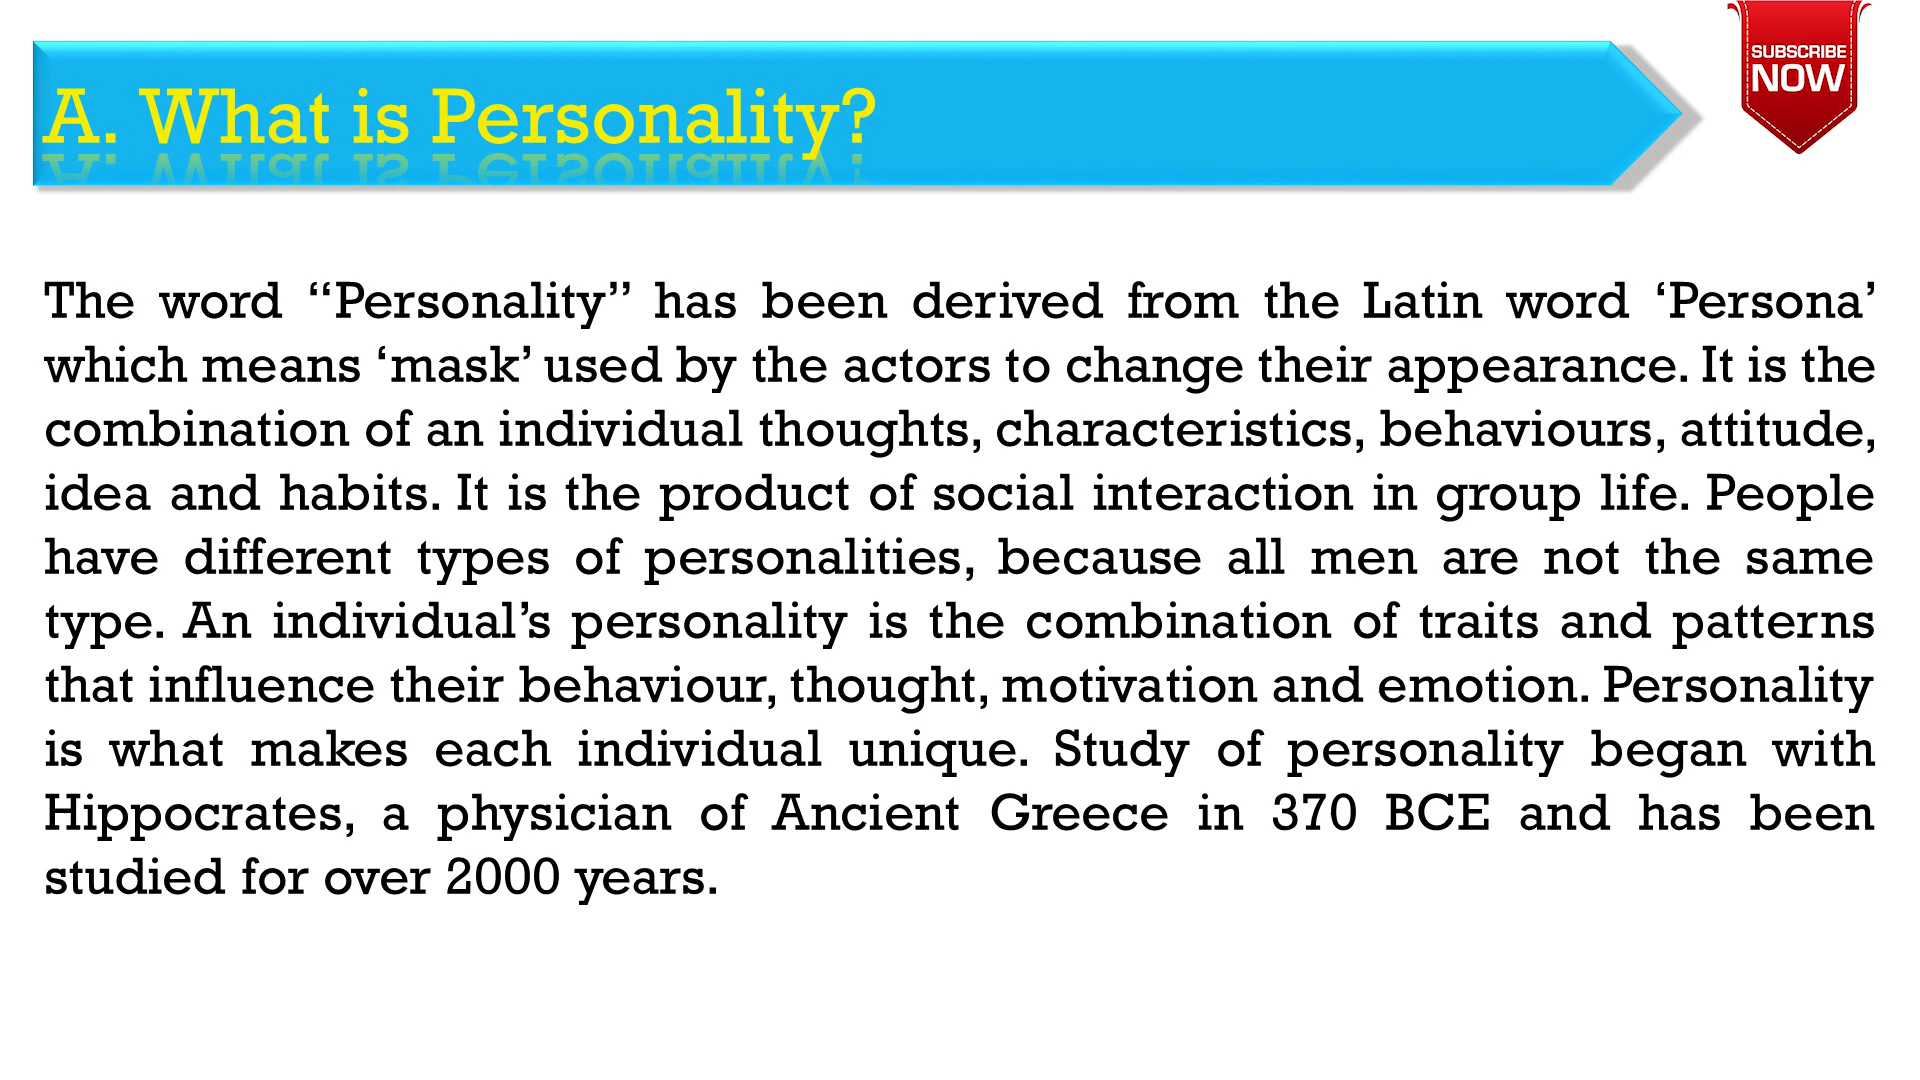 A. What is Personality?
SUBSCRIBE
NOW
The word “Personality” has been derived from the Latin word ‘Persona’
which means ‘mask’ used by the actors to change their appearance. It is the
combination of an individual thoughts, characteristics, behaviours, attitude,
idea and habits. It is the product of social interaction in group life. People
have different types of personalities, because all men are not the same
type. An individual’s personality is the combination of traits and patterns
that influence their behaviour, thought, motivation and emotion. Personality
is what makes each individual unique. Study of personality began with
Hippocrates, a physician of Ancient Greece in 370 BCE and has been
studied for over 2000 years.